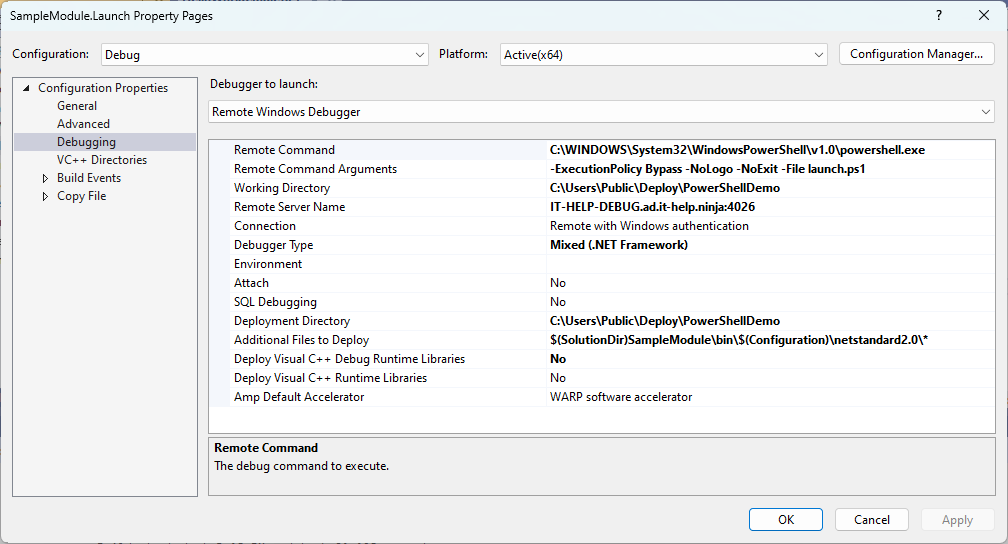 SampleModule.Launch Property Pages
?
Configuration: Debug Platform: Active(x64) Configuration Manager...
Configuration Properties
General
Advanced
Debugging
VC++ Directories
Build Events
Copy File
Debugger to launch:
Remote Windows Debugger
Remote Command C:\WINDOWS\System32\WindowsPowerShell\v1.0\powershell.exe
Remote Command Arguments -ExecutionPolicy Bypass -NoLogo -NoExit -File launch.ps1
Working Directory C:\Users\Public\Deploy\PowerShellDemo
Remote Server Name IT-HELP-DEBUG.ad.it-help.ninja:4026
Connection Remote with Windows authentication
Debugger Type Mixed (.NET Framework)
Environment
Attach No
SQL Debugging No
Deployment Directory C:\Users\Public\Deploy\PowerShellDemo
Additional Files to Deploy $(SolutionDir)SampleModule\bin\$(Configuration)\netstandard2.0\*
Deploy Visual C++ Debug Runtime Libraries No
Deploy Visual C++ Runtime Libraries No
Amp Default Accelerator WARP software accelerator
Remote Command
The debug command to execute.
OK Cancel Apply